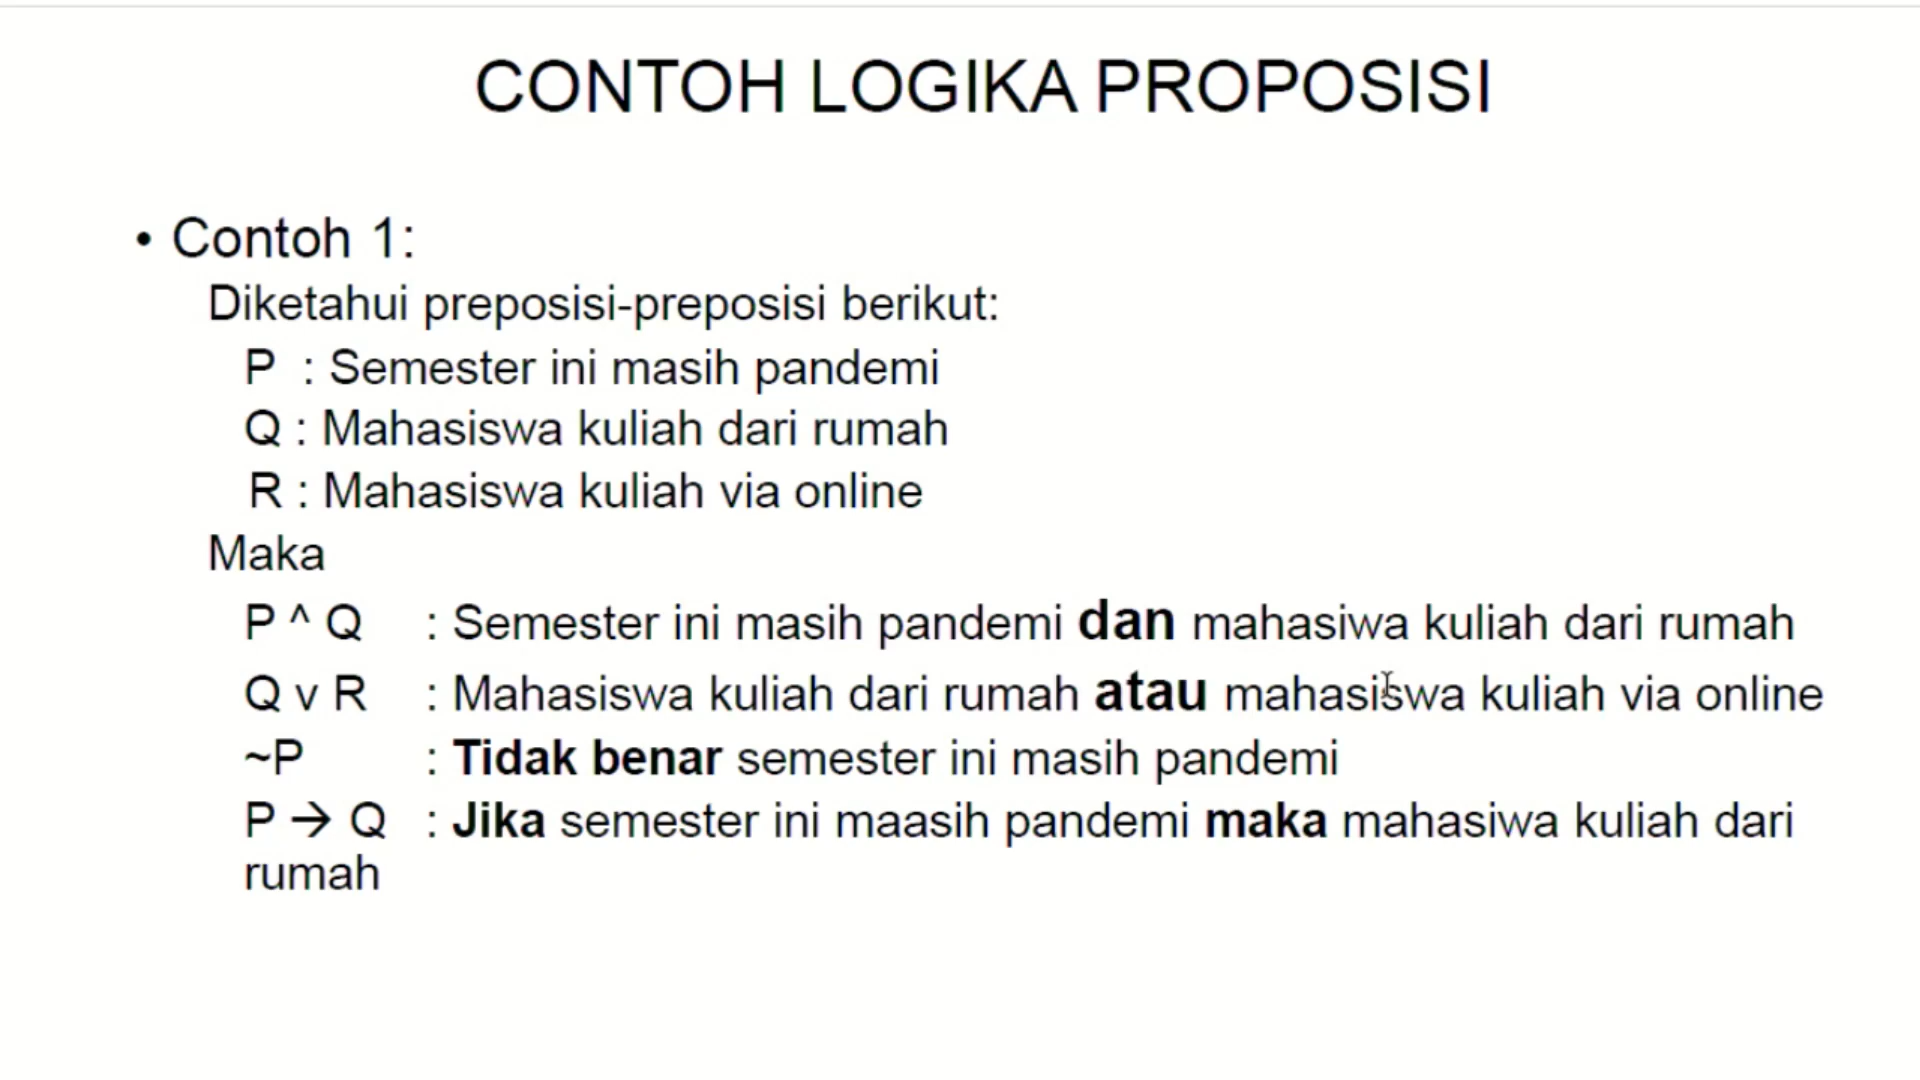 CONTOH LOGIKA PROPOSISI
• Contoh 1:
Diketahui preposisi-preposisi berikut:
P : Semester ini masih pandemi
Q : Mahasiswa kuliah dari rumah
R : Mahasiswa kuliah via online
Maka
P ^ Q : Semester ini masih pandemi dan mahasiwa kuliah dari rumah
Q v R : Mahasiswa kuliah dari rumah atau mahasiswa kuliah via online
~P : Tidak benar semester ini masih pandemi
P → Q : Jika semester ini maasih pandemi maka mahasiwa kuliah dari
rumah